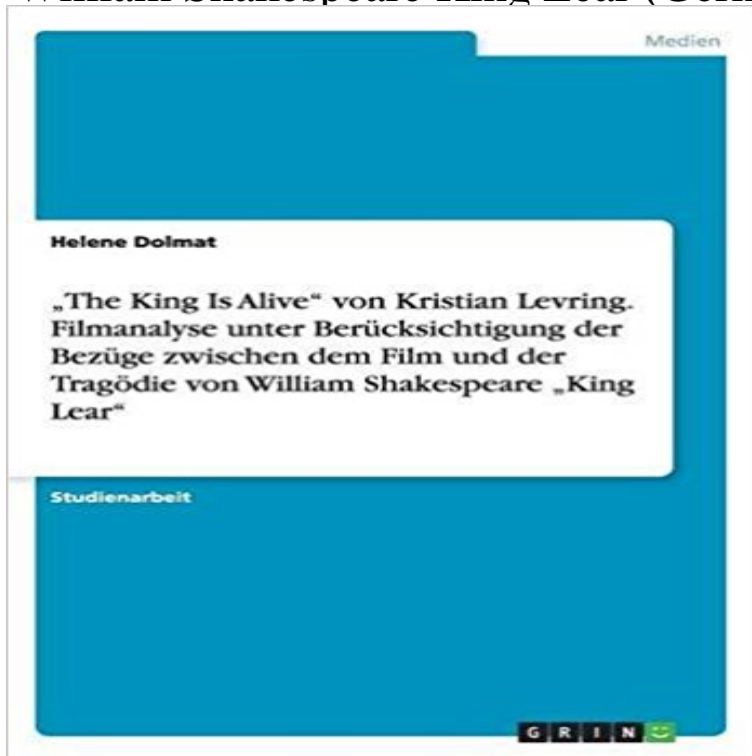 Medien
Helene Dolmat
„The King Is Alive“ von Kristian Levring.
Filmanalyse unter Berücksichtigung der
Bezüge zwischen dem Film und der
Tragödie von William Shakespeare „King
Lear“
Studienarbeit
GRIN